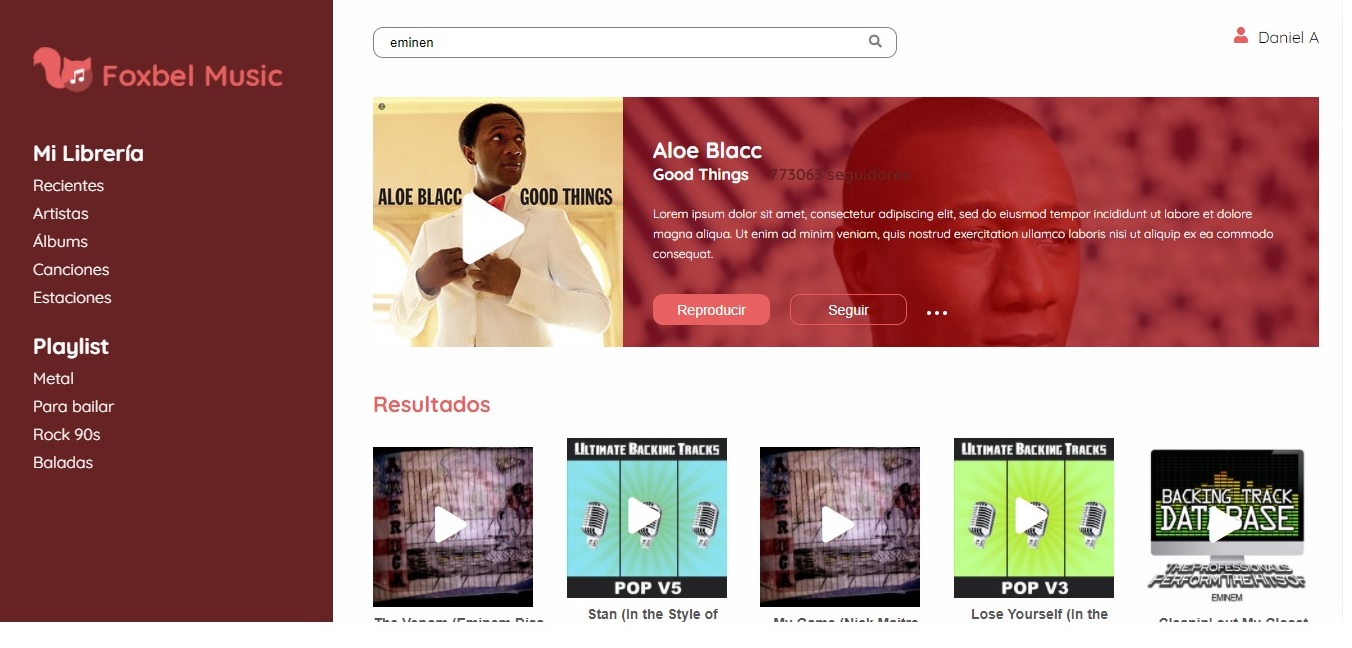 Foxbel Music
Mi Librería
Recientes
Artistas
Álbums
Canciones
Estaciones
Playlist
Metal
Para bailar
Rock 90s
Baladas
eminen
Daniel A
ALOE BLACC GOOD THINGS
Aloe Blacc
Good Things 773063 seguidores
Lorem ipsum dolor sit amet, consectetur adipiscing elit, sed do eiusmod tempor incididunt ut labore et dolore
magna aliqua. Ut enim ad minim veniam, quis nostrud exercitation ullamco laboris nisi ut aliquip ex ea commodo
consequat.
Reproducir Seguir ...
Resultados
AMERUGA
The Venom (Eminem Diss
ULTIMATE BACKING TRACKS
POP V5
Stan (In the Style of
AMERUGA
My Game (Nick Maitro
ULTIMATE BACKING TRACKS
POP V3
Lose Yourself (In the
BACKING TRACK
DATABASE
THE PROFESSIONALS
PERFORM THE HITS OF
EMINEM
Cleanin' out My Closet